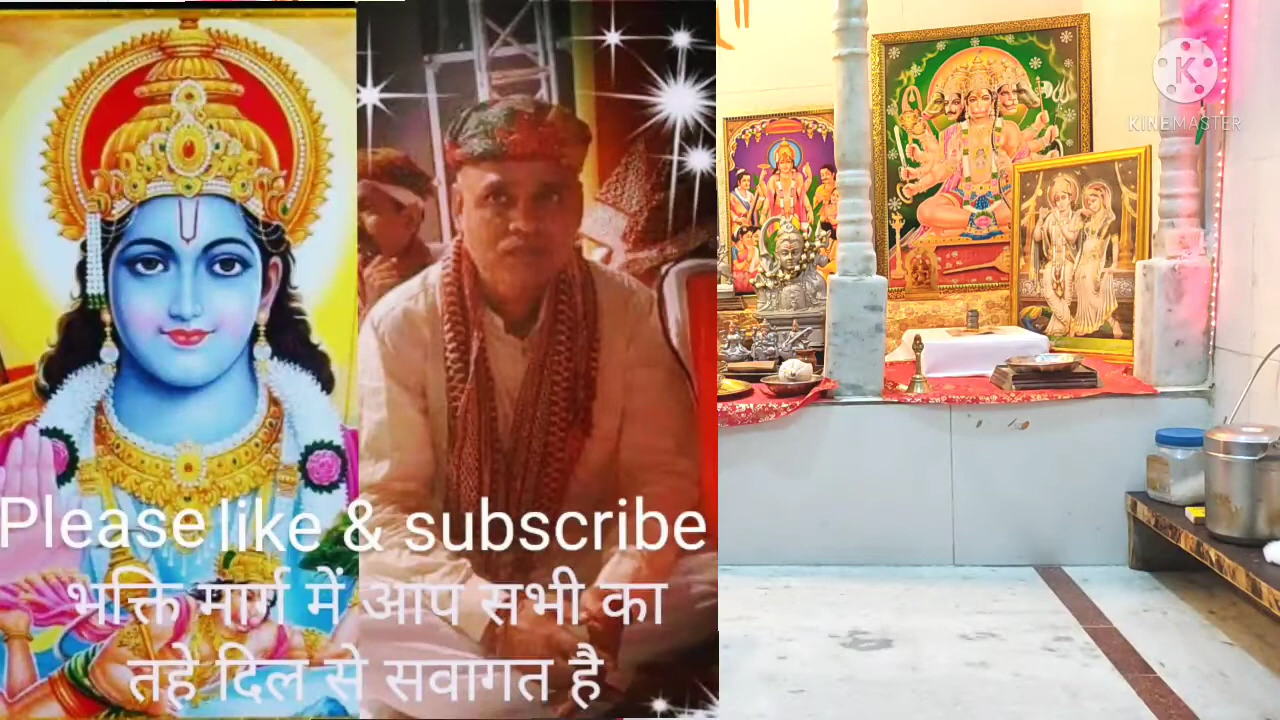 Please like & subscribe
भक्ति मार्ग में आप सभी का
तहे दिल से सवागत है
KINEMASTER